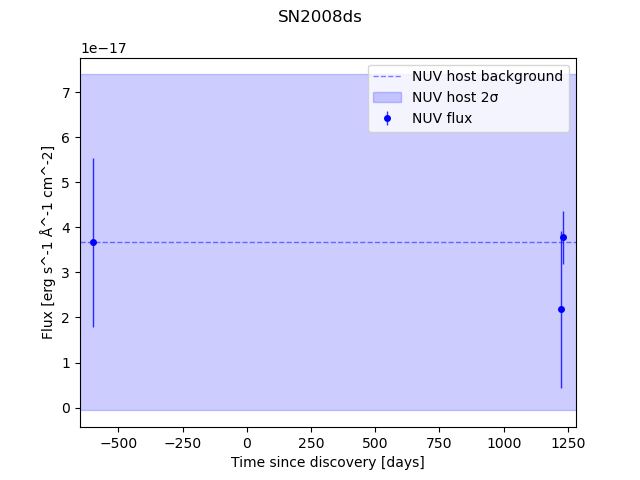 SN2008ds
1e−17
NUV host background
NUV host 2σ
NUV flux
7
6
5
4
3
2
1
0
Flux [erg s^-1 Å^-1 cm^-2]
−500 −250 0 250 500 750 1000 1250
Time since discovery [days]